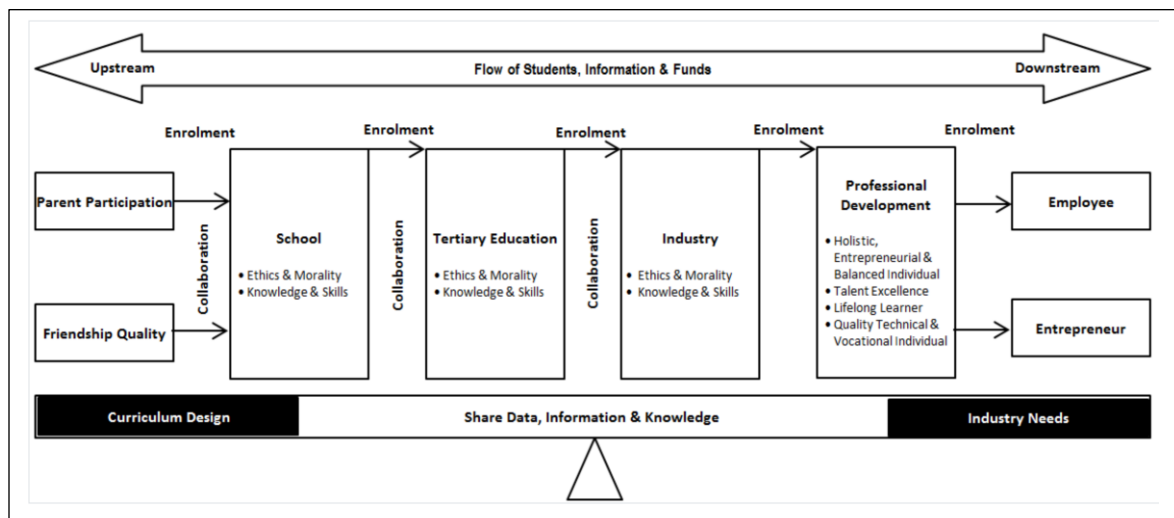 Upstream
Flow of Students, Information & Funds
Downstream
Enrolment
Enrolment
Enrolment
Enrolment
Enrolment
Parent Participation
Friendship Quality
Collaboration
School
• Ethics & Morality
• Knowledge & Skills
Collaboration
Tertiary Education
• Ethics & Morality
• Knowledge & Skills
Collaboration
Industry
• Ethics & Morality
• Knowledge & Skills
Professional
Development
• Holistic,
Entrepreneurial &
Balanced Individual
• Talent Excellence
• Lifelong Learner
• Quality Technical &
Vocational Individual
Employee
Entrepreneur
Curriculum Design
Share Data, Information & Knowledge
Industry Needs